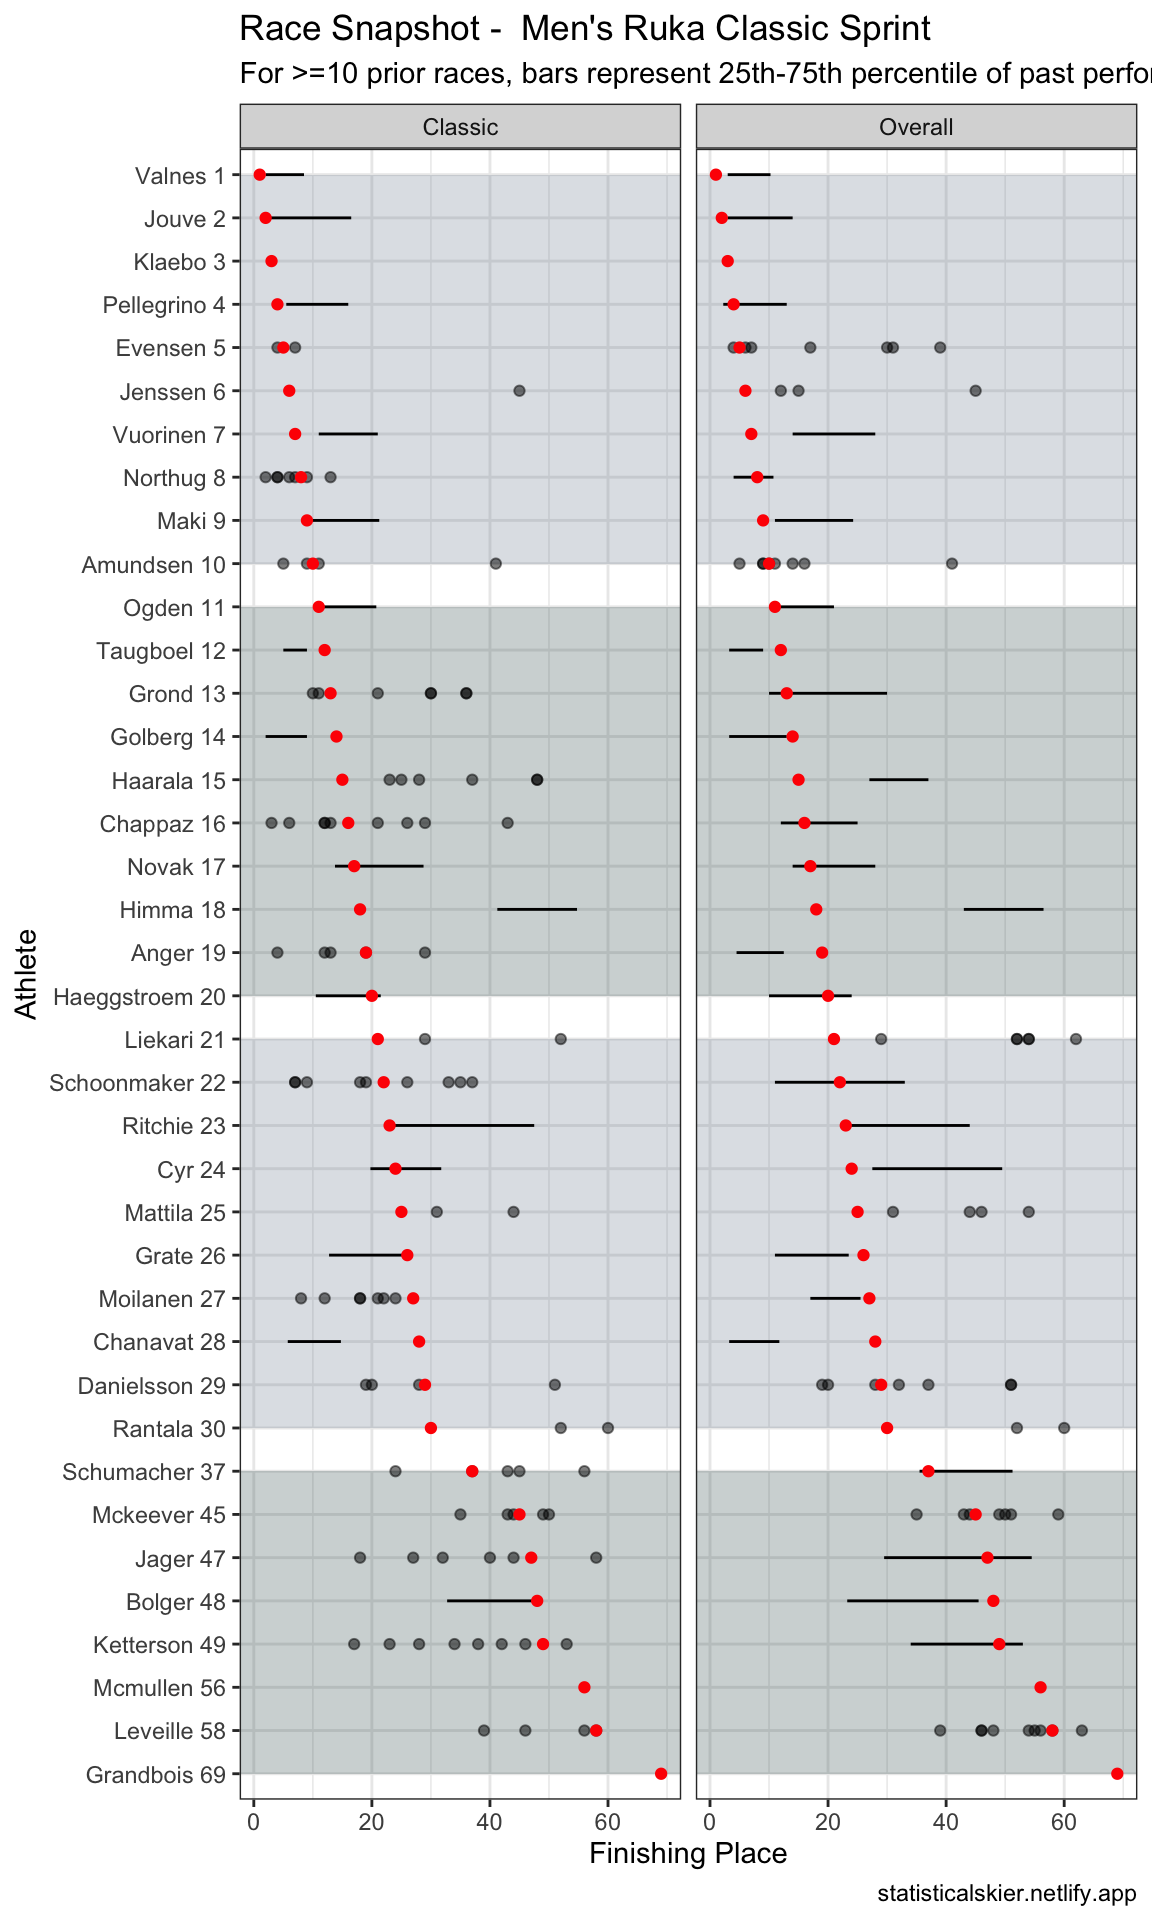 Race Snapshot -  Men's Ruka Classic Sprint
For >=10 prior races, bars represent 25th-75th percentile of past perfor
Classic
Overall
Athlete
Valnes 1
Jouve 2
Klaebo 3
Pellegrino 4
Evensen 5
Jenssen 6
Vuorinen 7
Northug 8
Maki 9
Amundsen 10
Ogden 11
Taugboel 12
Grond 13
Golberg 14
Haarala 15
Chappaz 16
Novak 17
Himma 18
Anger 19
Haeggstroem 20
Liekari 21
Schoonmaker 22
Ritchie 23
Cyr 24
Mattila 25
Grate 26
Moilanen 27
Chanavat 28
Danielsson 29
Rantala 30
Schumacher 37
Mckeever 45
Jager 47
Bolger 48
Ketterson 49
Mcmullen 56
Leveille 58
Grandbois 69
0 20 40 60
0 20 40 60
Finishing Place
statisticalskier.netlify.app